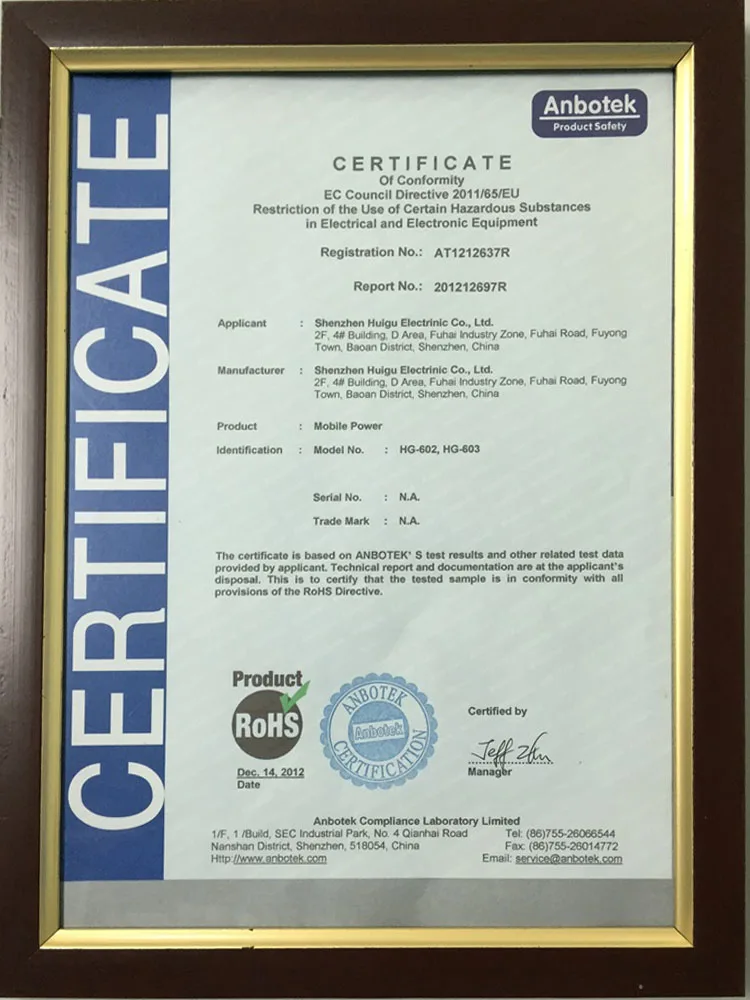 CERTIFICATE
Anbotek
Product Safety
CERTIFICATE
Of Conformity
EC Council Directive 2011/65/EU
Restriction of the Use of Certain Hazardous Substances
in Electrical and Electronic Equipment
Registration No.: AT1212637R
Report No.: 201212697R
Applicant : Shenzhen Huigu Electrinic Co., Ltd.
2F, 4# Building, D Area, Fuhai Industry Zone, Fuhai Road, Fuyong
Town, Baoan District, Shenzhen, China
Manufacturer : Shenzhen Huigu Electrinic Co., Ltd.
2F, 4# Building, D Area, Fuhai Industry Zone, Fuhai Road, Fuyong
Town, Baoan District, Shenzhen, China
Product : Mobile Power
Identification : Model No. : HG-602, HG-603
Serial No. : N.A.
Trade Mark : N.A.
The certificate is based on ANBOTEK' S test results and other related test data
provided by applicant. Technical report and documentation are at the applicant's
disposal. This is to certify that the tested sample is in conformity with all
provisions of the RoHS Directive.
Product
RoHS
Dec. 14, 2012
Date
ANBOTEK
Anbotek
CERTIFICATION
Certified by
Jeff
Manager
Anbotek Compliance Laboratory Limited
1/F, 1 /Build, SEC Industrial Park, No. 4 Qianhai Road Tel: (86)755-26066544
Nanshan District, Shenzhen, 518054, China Fax: (86)755-26014772
Http://www.anbotek.com Email: service@anbotek.com